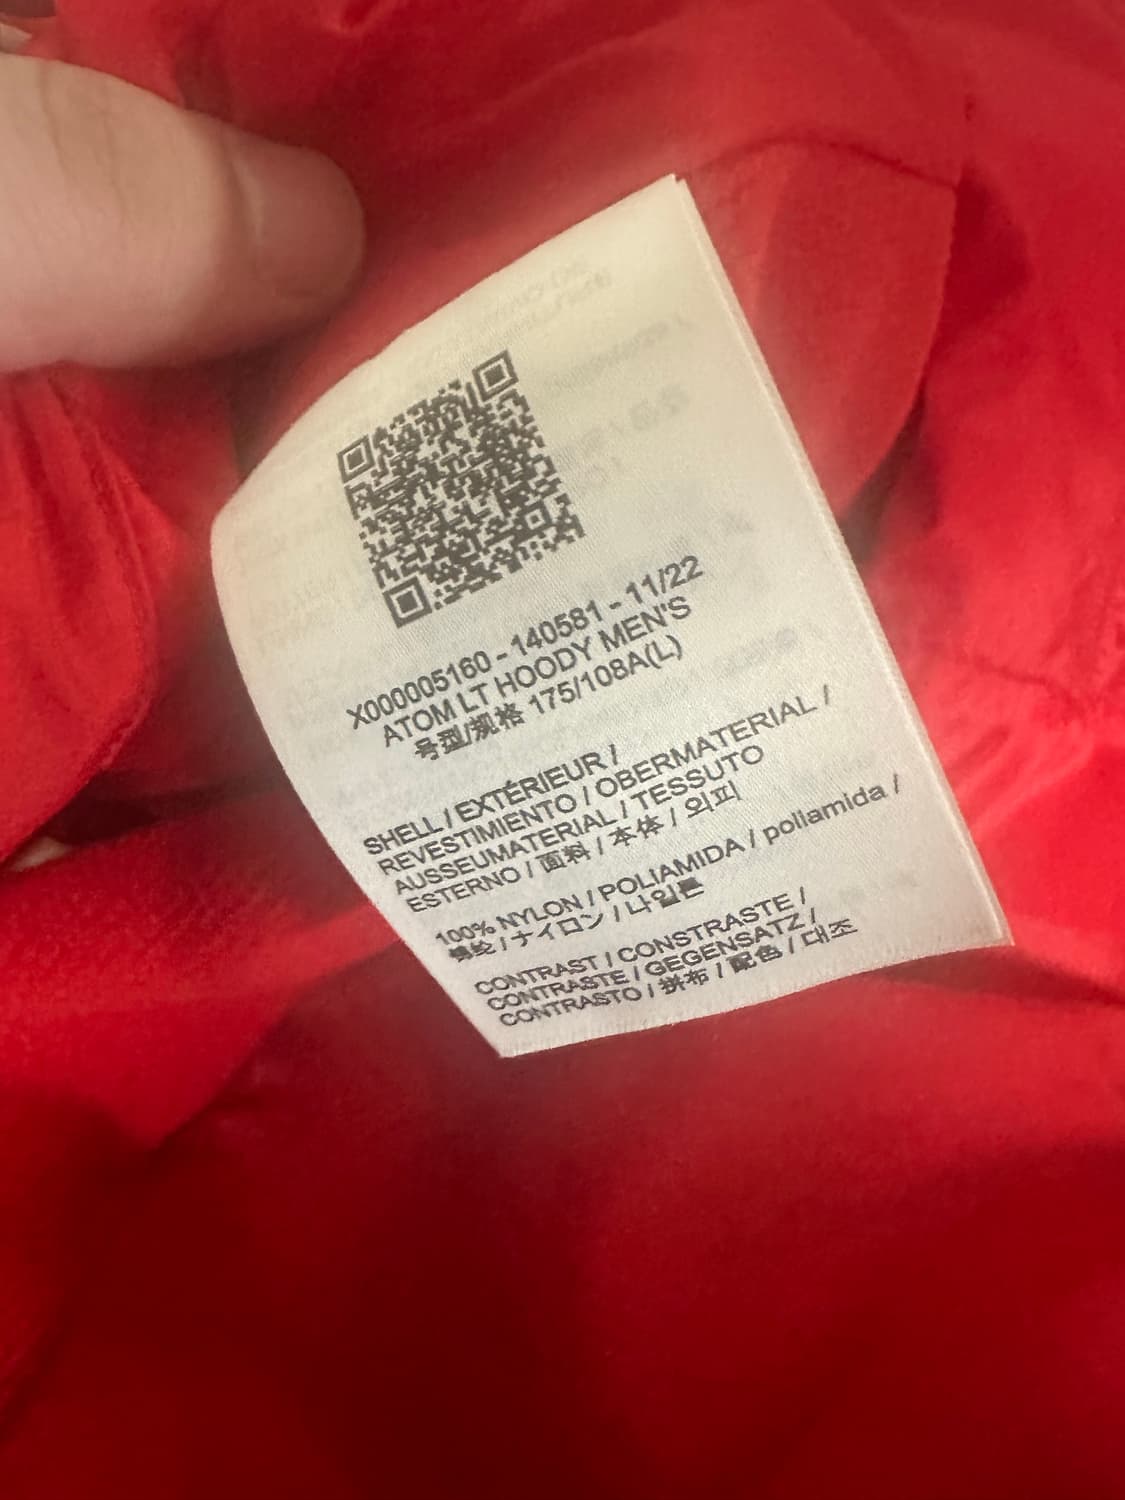 X000005160 - 140581 - 11/22
ATOM LT HOODY MEN'S
号型/规格 175/108A(L)
SHELL / EXTÉRIEUR /
REVESTIMIENTO / OBERMATERIAL /
AUSSEUMATERIAL / TESSUTO
ESTERNO / 面料 / 本体 / 외피
100% NYLON / POLIAMIDA / poliamida /
锦纶 / ナイロン / 나일론
CONTRAST / CONSTRASTE /
CONTRASTE / GEGENSATZ /
CONTRASTO / 拼布 / 配色 / 대조